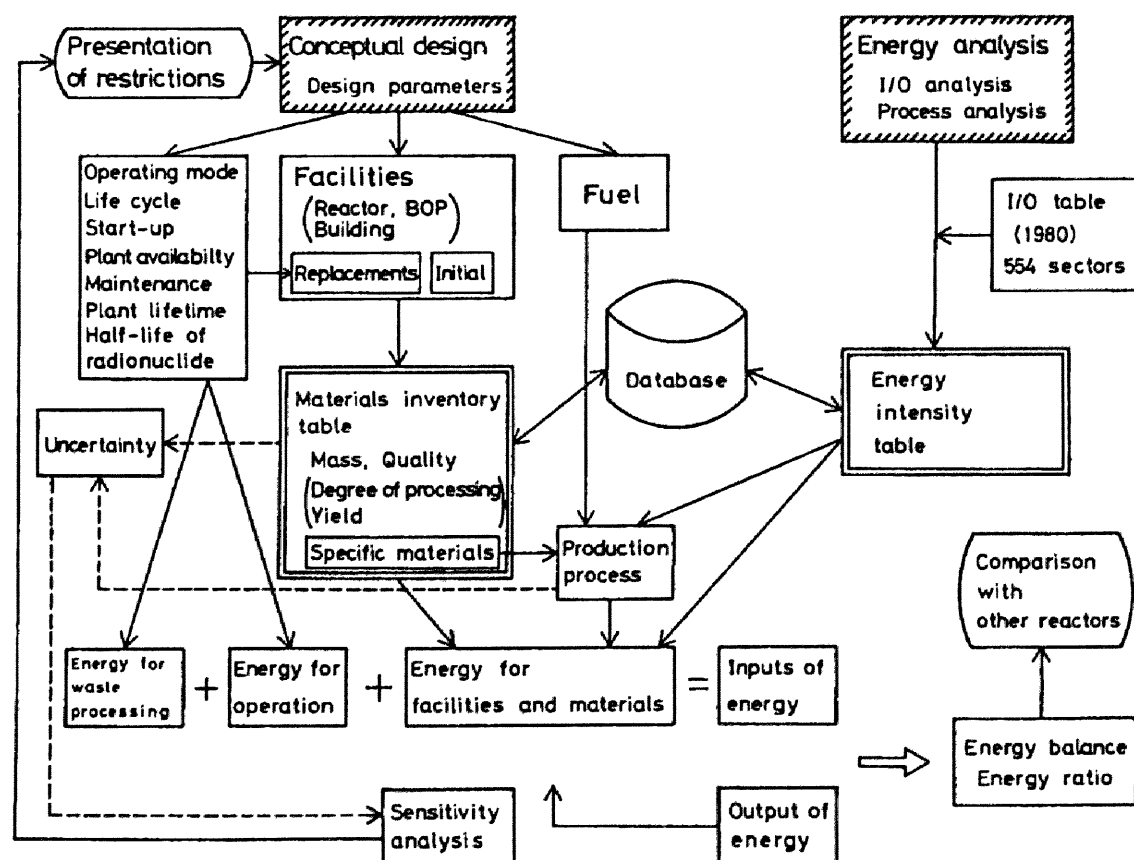 Presentation
of restrictions
Conceptual design
Design parameters
Energy analysis
I/O analysis
Process analysis
Operating mode
Life cycle
Start-up
Plant availabilty
Maintenance
Plant lifetime
Half-life of
radionuclide
Facilities
(Reactor, BOP
Building)
Replacements
Initial
Fuel
I/O table
(1980)
554 sectors
Database
Energy
intensity
table
Uncertainty
Materials inventory
table
Mass, Quality
(Degree of processing,
Yield)
Specific materials
Production
process
Comparison
with
other reactors
Energy for
waste
processing
+
Energy for
operation
+
Energy for
facilities and materials
=
Inputs of
energy
Energy balance
Energy ratio
Sensitivity
analysis
Output of
energy